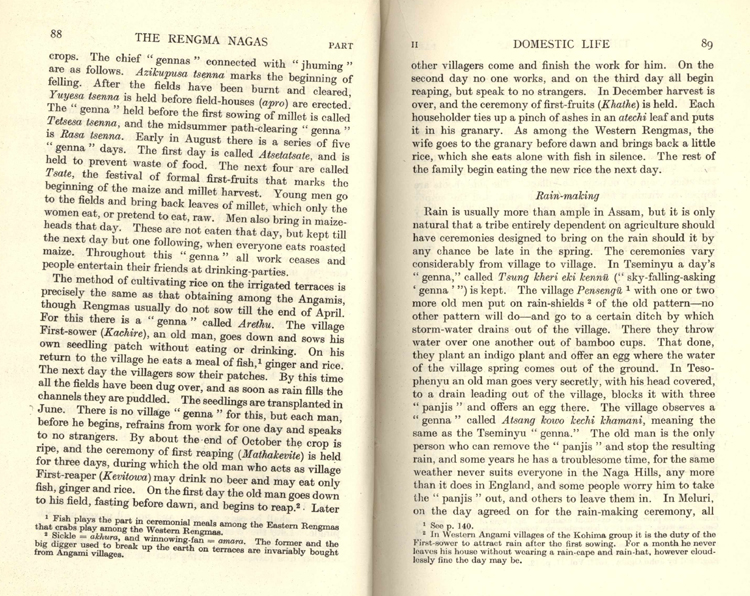 88
THE RENGMA NAGAS
PART
crops. The chief “gennas” connected with “jhuming”
are as follows. Azikupusa tsenna marks the beginning of
felling. After the fields have been burnt and cleared,
Yuyesa tsenna is held before field-houses (apro) are erected.
The “genna” held before the first sowing of millet is called
Tetsesa tsenna, and the midsummer path-clearing “genna”
is Rasa tsenna. Early in August there is a series of five
“genna” days. The first day is called Atsetatsate, and is
held to prevent waste of food. The next four are called
Tsate, the festival of formal first-fruits that marks the
beginning of the maize and millet harvest. Young men go
to the fields and bring back leaves of millet, which only the
women eat, or pretend to eat, raw. Men also bring in maize-
heads that day. These are not eaten that day, but kept till
the next day but one following, when everyone eats roasted
maize. Throughout this “genna” all work ceases and
people entertain their friends at drinking-parties.
The method of cultivating rice on the irrigated terraces is
precisely the same as that obtaining among the Angamis,
though Rengmas usually do not sow till the end of April.
For this there is a “genna” called Arethu. The village
First-sower (Kachire), an old man, goes down and sows his
own seedling patch without eating or drinking. On his
return to the village he eats a meal of fish,¹ ginger and rice.
The next day the villagers sow their patches. By this time
all the fields have been dug over, and as soon as rain fills the
channels they are puddled. The seedlings are transplanted in
June. There is no village “genna” for this, but each man,
before he begins, refrains from work for one day and speaks
to no strangers. By about the end of October the crop is
ripe, and the ceremony of first reaping (Mathakevite) is held
for three days, during which the old man who acts as village
First-reaper (Kevitowa) may drink no beer and may eat only
fish, ginger and rice. On the first day the old man goes down
to his field, fasting before dawn, and begins to reap.² Later
¹ Fish plays the part in ceremonial meals among the Eastern Rengmas
that crabs play among the Western Rengmas.
² Sickle = akhura, and winnowing-fan = amara. The former and the
big digger used to break up the earth on terraces are invariably bought
from Angami villages.
II
DOMESTIC LIFE
89
other villagers come and finish the work for him. On the
second day no one works, and on the third day all begin
reaping, but speak to no strangers. In December harvest is
over, and the ceremony of first-fruits (Khathe) is held. Each
householder ties up a pinch of ashes in an atechi leaf and puts
it in his granary. As among the Western Rengmas, the
wife goes to the granary before dawn and brings back a little
rice, which she eats alone with fish in silence. The rest of
the family begin eating the new rice the next day.
Rain-making
Rain is usually more than ample in Assam, but it is only
natural that a tribe entirely dependent on agriculture should
have ceremonies designed to bring on the rain should it by
any chance be late in the spring. The ceremonies vary
considerably from village to village. In Tseminyu a day’s
“genna,” called Tsung kheri eki kennü (“sky-falling-asking
‘genna’”) is kept. The village Pensengü ¹ with one or two
more old men put on rain-shields ² of the old pattern—no
other pattern will do—and go to a certain ditch by which
storm-water drains out of the village. There they throw
water over one another out of bamboo cups. That done,
they plant an indigo plant and offer an egg where the water
of the village spring comes out of the ground. In Teso-
phenyu an old man goes very secretly, with his head covered,
to a drain leading out of the village, blocks it with three
“panjis” and offers an egg there. The village observes a
“genna” called Atsang kowo kechi khamani, meaning the
same as the Tseminyu “genna.” The old man is the only
person who can remove the “panjis” and stop the resulting
rain, and some years he has a troublesome time, for the same
weather never suits everyone in the Naga Hills, any more
than it does in England, and some people worry him to take
the “panjis” out, and others to leave them in. In Meluri,
on the day agreed on for the rain-making ceremony, all
¹ See p. 140.
² In Western Angami villages of the Kohima group it is the duty of the
First-sower to attract rain after the first sowing. For a month he never
leaves his house without wearing a rain-cape and rain-hat, however cloud-
lessly fine the day may be.